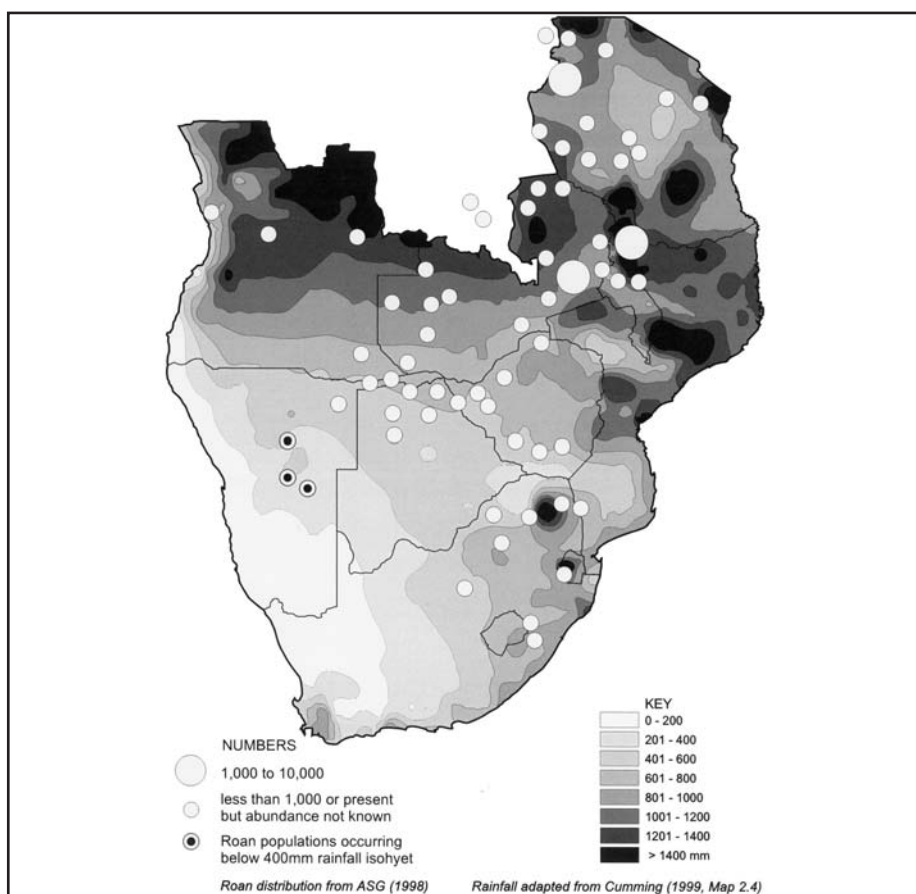 NUMBERS
1,000 to 10,000
less than 1,000 or present
but abundance not known
Roan populations occurring
below 400mm rainfall isohyet
KEY
0 - 200
201 - 400
401 - 600
601 - 800
801 - 1000
1001 - 1200
1201 - 1400
> 1400 mm
Roan distribution from ASG (1998)
Rainfall adapted from Cumming (1999, Map 2.4)